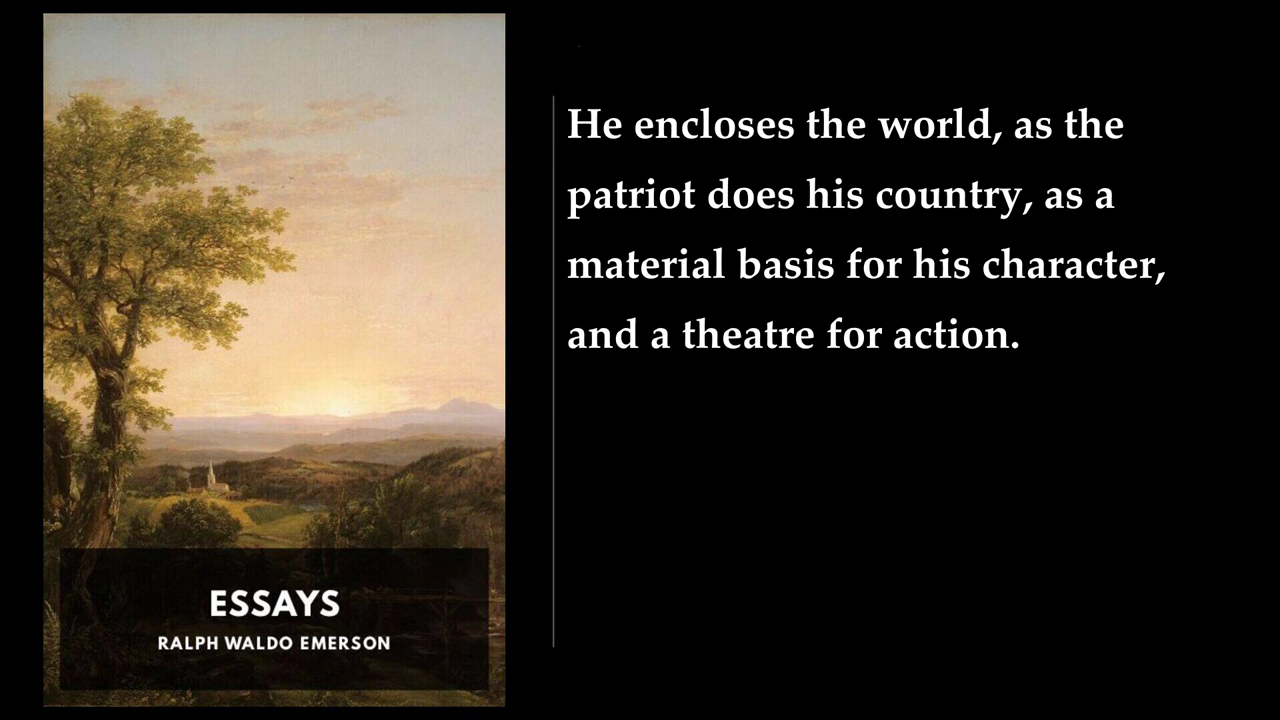 ESSAYS
RALPH WALDO EMERSON
He encloses the world, as the
patriot does his country, as a
material basis for his character,
and a theatre for action.